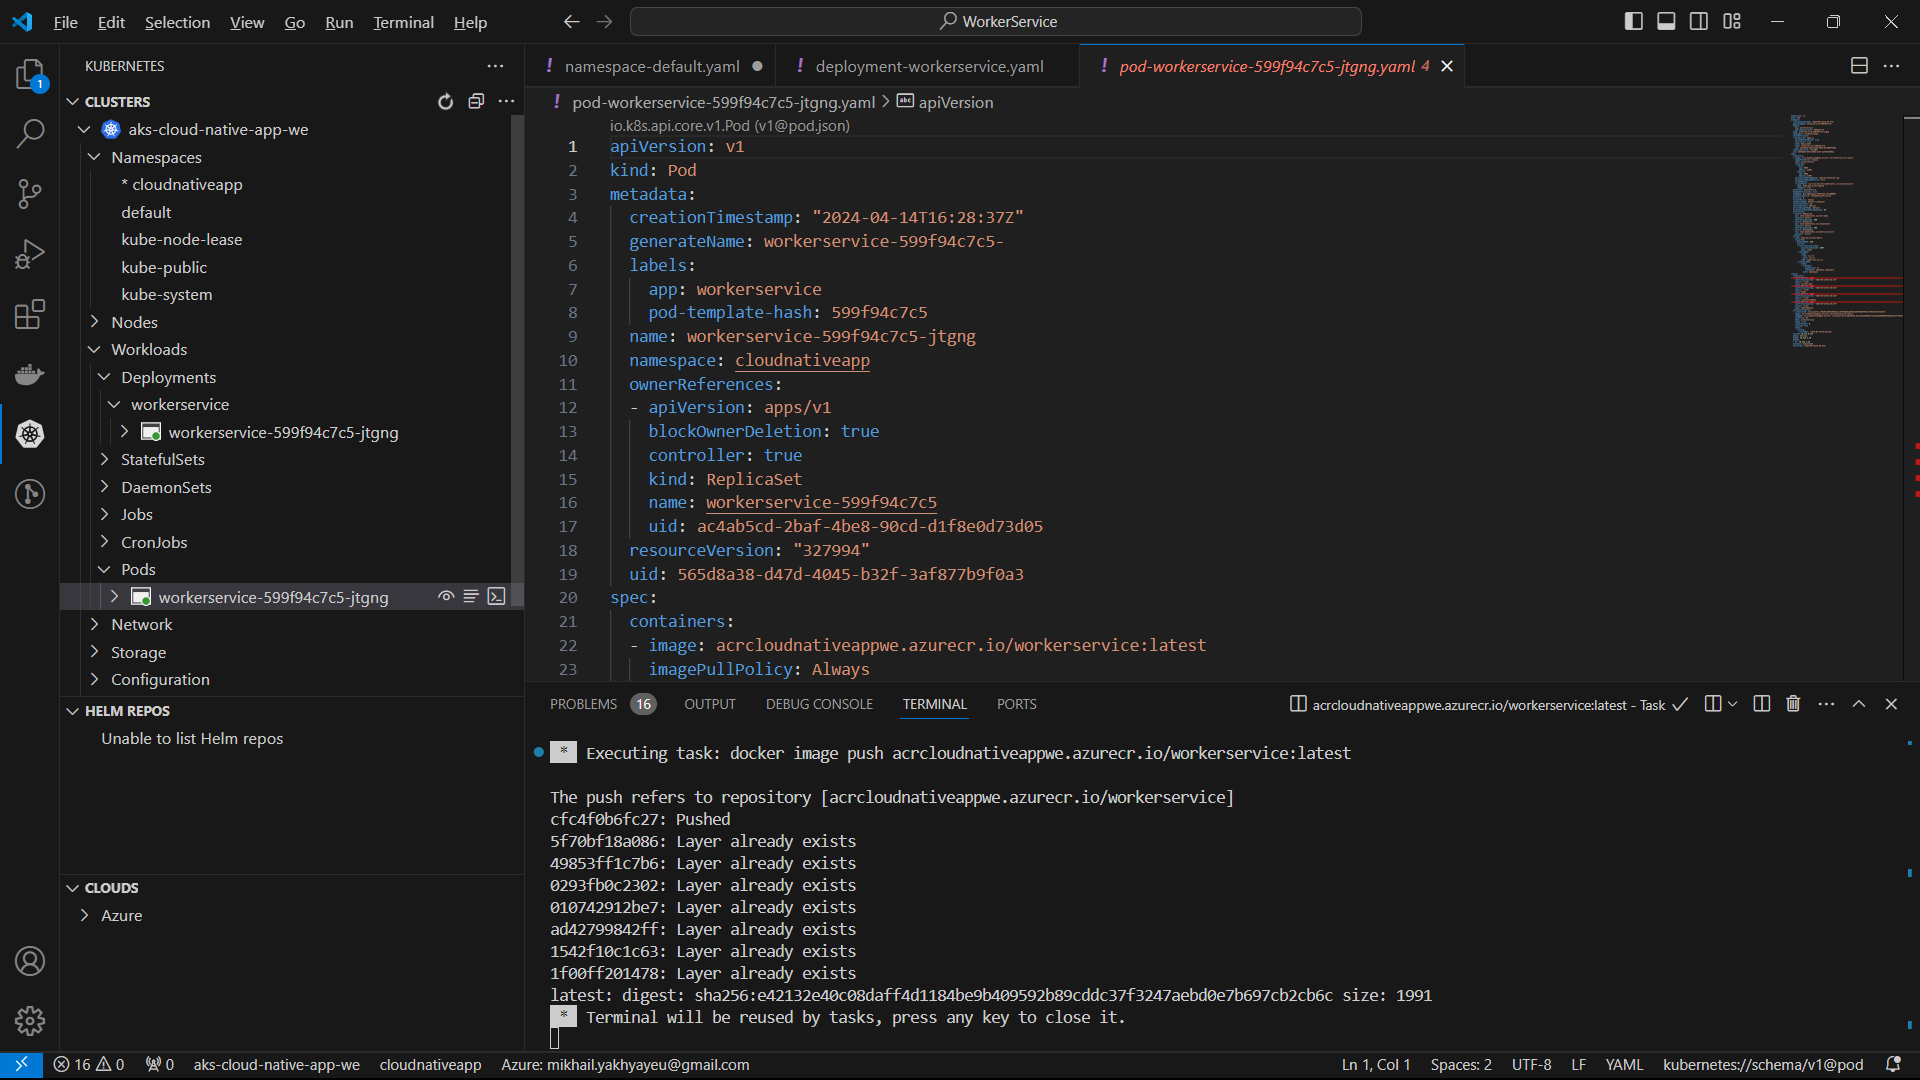 File Edit Selection View Go Run Terminal Help
WorkerService
1
KUBERNETES
CLUSTERS
aks-cloud-native-app-we
Namespaces
* cloudnativeapp
default
kube-node-lease
kube-public
kube-system
Nodes
Workloads
Deployments
workerservice
workerservice-599f94c7c5-jtgng
StatefulSets
DaemonSets
Jobs
CronJobs
Pods
workerservice-599f94c7c5-jtgng
Network
Storage
Configuration
HELM REPOS
Unable to list Helm repos
CLOUDS
Azure
! namespace-default.yaml
! deployment-workerservice.yaml
! pod-workerservice-599f94c7c5-jtgng.yaml 4
! pod-workerservice-599f94c7c5-jtgng.yaml > abc apiVersion
io.k8s.api.core.v1.Pod (v1@pod.json)
1 apiVersion: v1
2 kind: Pod
3 metadata:
4 creationTimestamp: "2024-04-14T16:28:37Z"
5 generateName: workerservice-599f94c7c5-
6 labels:
7 app: workerservice
8 pod-template-hash: 599f94c7c5
9 name: workerservice-599f94c7c5-jtgng
10 namespace: cloudnativeapp
11 ownerReferences:
12 - apiVersion: apps/v1
13 blockOwnerDeletion: true
14 controller: true
15 kind: ReplicaSet
16 name: workerservice-599f94c7c5
17 uid: ac4ab5cd-2baf-4be8-90cd-d1f8e0d73d05
18 resourceVersion: "327994"
19 uid: 565d8a38-d47d-4045-b32f-3af877b9f0a3
20 spec:
21 containers:
22 - image: acrcloudnativeappwe.azurecr.io/workerservice:latest
23 imagePullPolicy: Always
PROBLEMS 16 OUTPUT DEBUG CONSOLE TERMINAL PORTS
acrcloudnativeappwe.azurecr.io/workerservice:latest - Task
* Executing task: docker image push acrcloudnativeappwe.azurecr.io/workerservice:latest
The push refers to repository [acrcloudnativeappwe.azurecr.io/workerservice]
cfc4f0b6fc27: Pushed
5f70bf18a086: Layer already exists
49853ff1c7b6: Layer already exists
0293fb0c2302: Layer already exists
010742912be7: Layer already exists
ad42799842ff: Layer already exists
1542f10c1c63: Layer already exists
1f00ff201478: Layer already exists
latest: digest: sha256:e42132e40c08daff4d1184be9b409592b89cddc37f3247aebd0e7b697cb2cb6c size: 1991
* Terminal will be reused by tasks, press any key to close it.
16 0 0 aks-cloud-native-app-we cloudnativeapp Azure: mikhail.yakhyayeu@gmail.com
Ln 1, Col 1 Spaces: 2 UTF-8 LF YAML kubernetes://schema/v1@pod